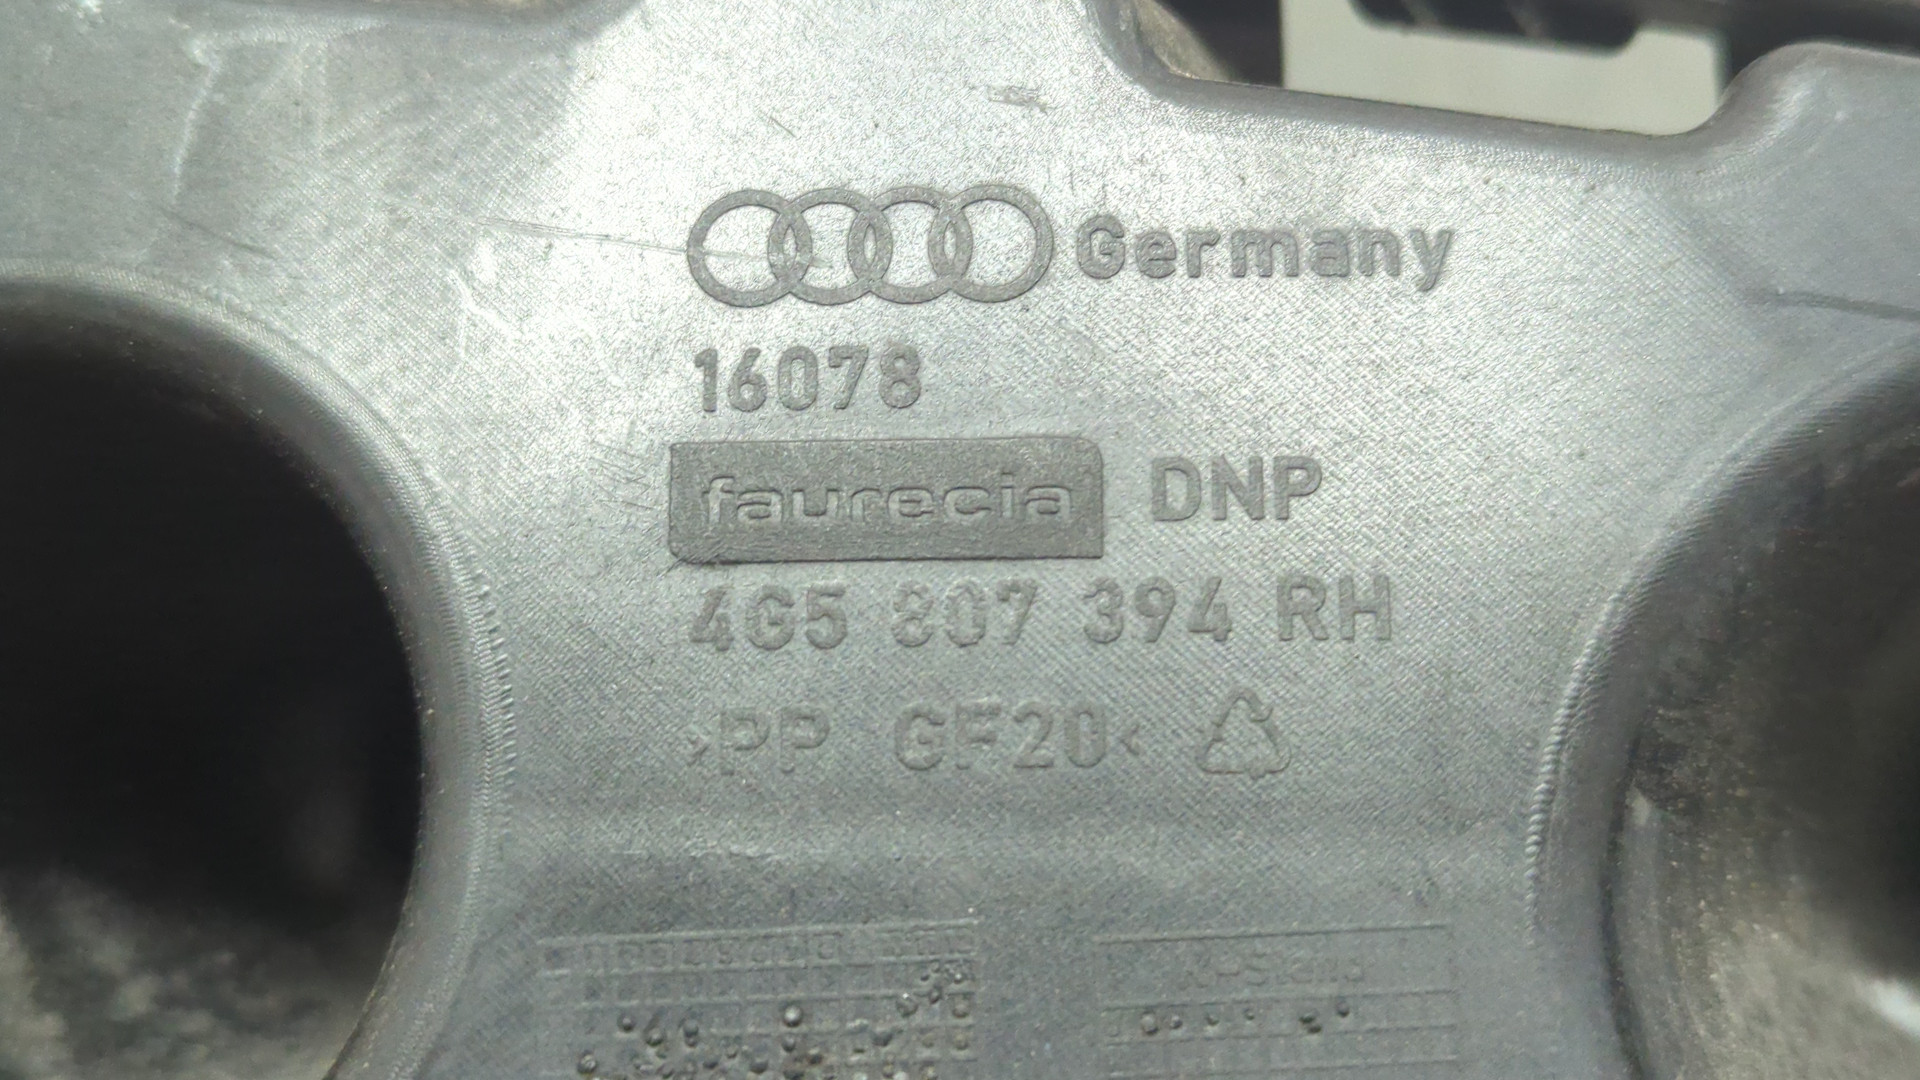 Germany
16078
faurecia DNP
4G5 807 394 RH
>PP GF20<